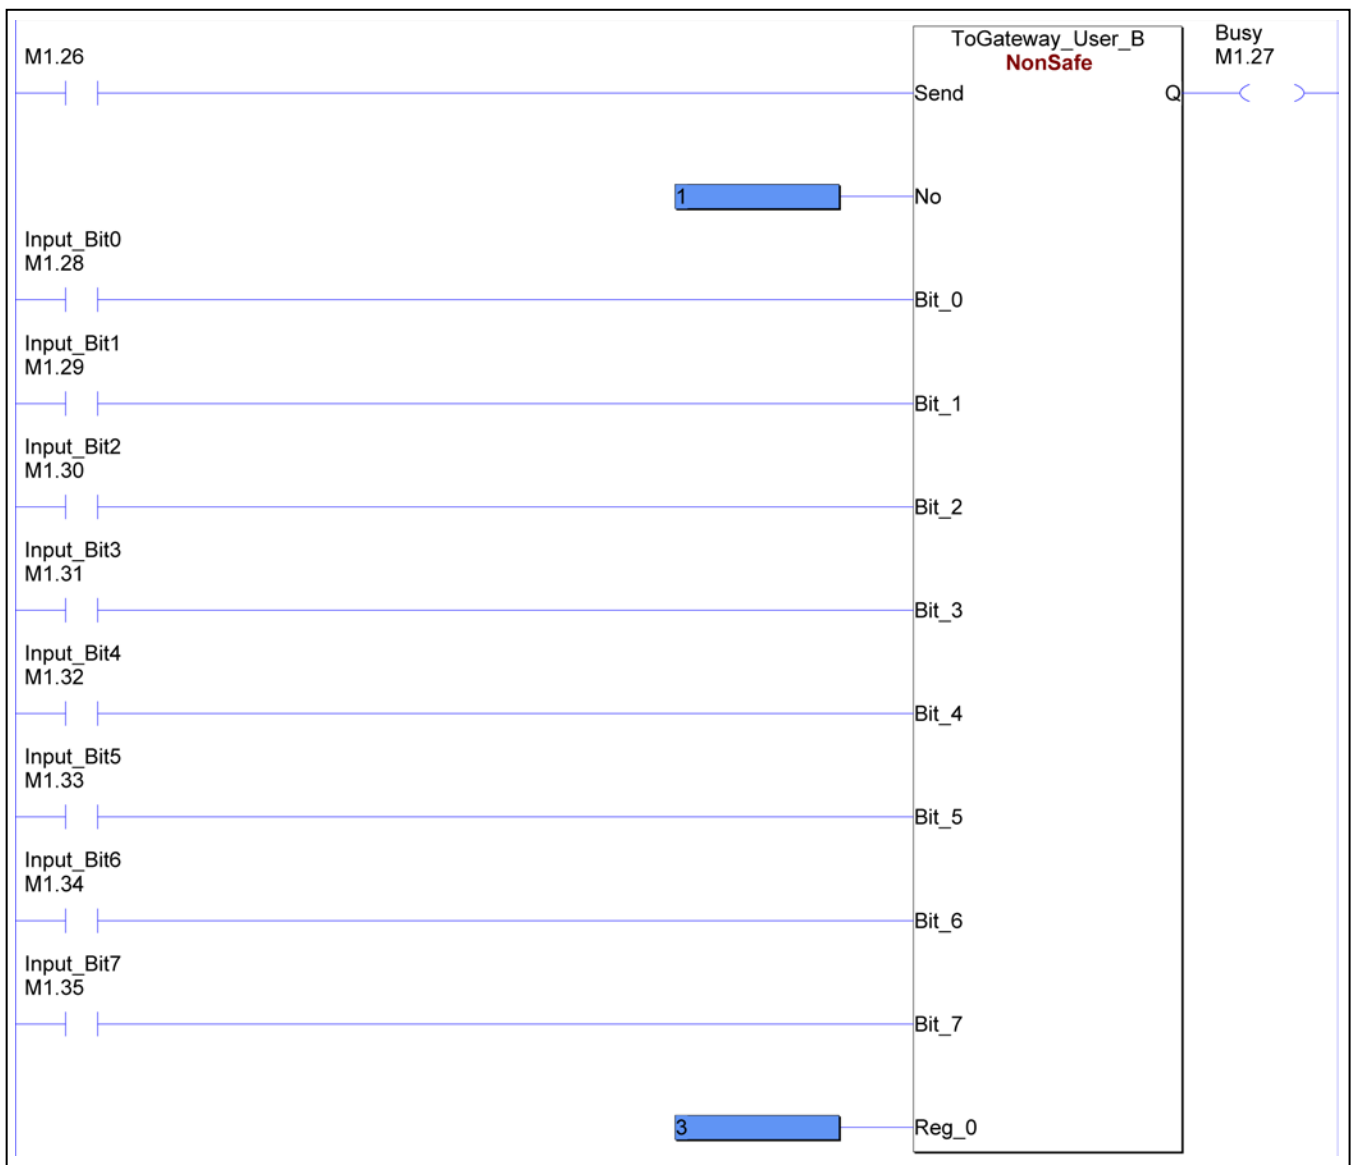 M1.26
ToGateway_User_B
NonSafe
Busy
M1.27
Send
Q
1
No
Input_Bit0
M1.28
Bit_0
Input_Bit1
M1.29
Bit_1
Input_Bit2
M1.30
Bit_2
Input_Bit3
M1.31
Bit_3
Input_Bit4
M1.32
Bit_4
Input_Bit5
M1.33
Bit_5
Input_Bit6
M1.34
Bit_6
Input_Bit7
M1.35
Bit_7
3
Reg_0